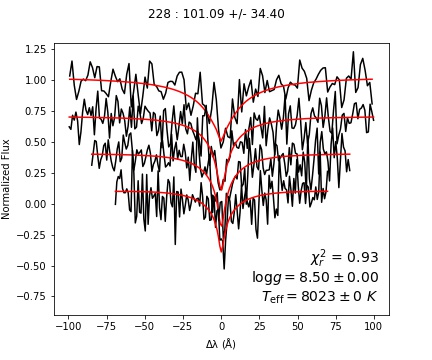 228 : 101.09 +/- 34.40
Normalized Flux
1.25
1.00
0.75
0.50
0.25
0.00
−0.25
−0.50
−0.75
χ²ᵣ = 0.93
logg = 8.50 ± 0.00
T_eff = 8023 ± 0 K
−100 −75 −50 −25 0 25 50 75 100
Δλ (Å)